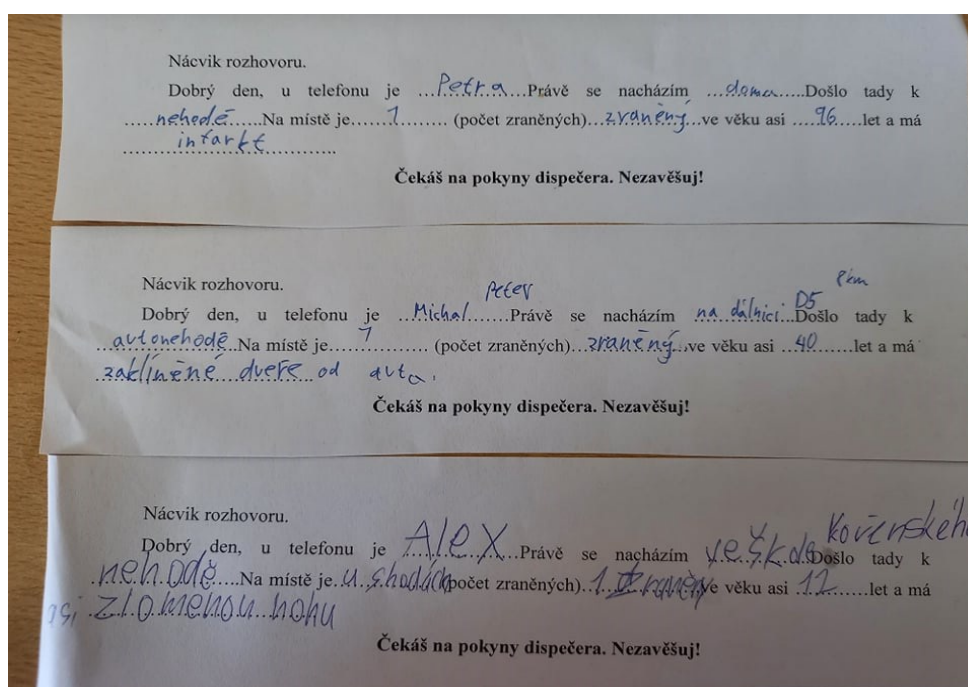 Nácvik rozhovoru.
Dobrý den, u telefonu je ...Petra...Právě se nacházím ...doma.....Došlo tady k
.....nehodě.....Na místě je.....1........ (počet zraněných)...zraněný...ve věku asi ....96.....let a má
.......infarkt.................
Čekáš na pokyny dispečera. Nezavěšuj!
Nácvik rozhovoru.
Peter 8km
Dobrý den, u telefonu je ...Michal.......Právě se nacházím ...na dálnici D5...Došlo tady k
...autonehodě..Na místě je.....1......... (počet zraněných)...zraněný...ve věku asi ...40......let a má
zaklíněné dveře od auta.
Čekáš na pokyny dispečera. Nezavěšuj!
Nácvik rozhovoru.
Dobrý den, u telefonu je ...Alex...Právě se nacházím ve šk. Kořenského Došlo tady k
..nehodě....Na místě je.u shodách(počet zraněných)..1 zraněný ve věku asi ..12.....let a má
asi zlomenou nohu
Čekáš na pokyny dispečera. Nezavěšuj!